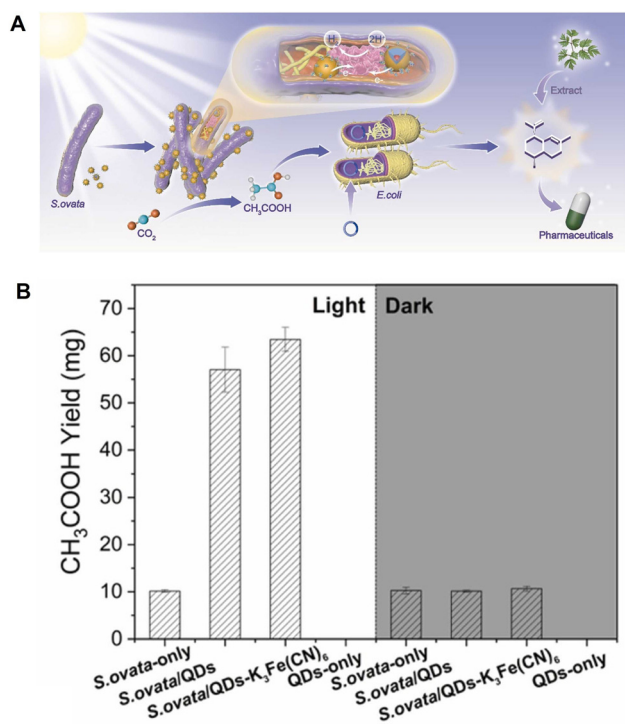 A
H₂
2H⁺
Extract
S.ovata
E.coli
CO₂
CH₃COOH
Pharmaceuticals
B
Light
Dark
CH₃COOH Yield (mg)
70
60
50
40
30
20
10
0
S.ovata-only
S.ovata/QDs
S.ovata/QDs-K₃Fe(CN)₆
QDs-only
S.ovata-only
S.ovata/QDs
S.ovata/QDs-K₃Fe(CN)₆
QDs-only